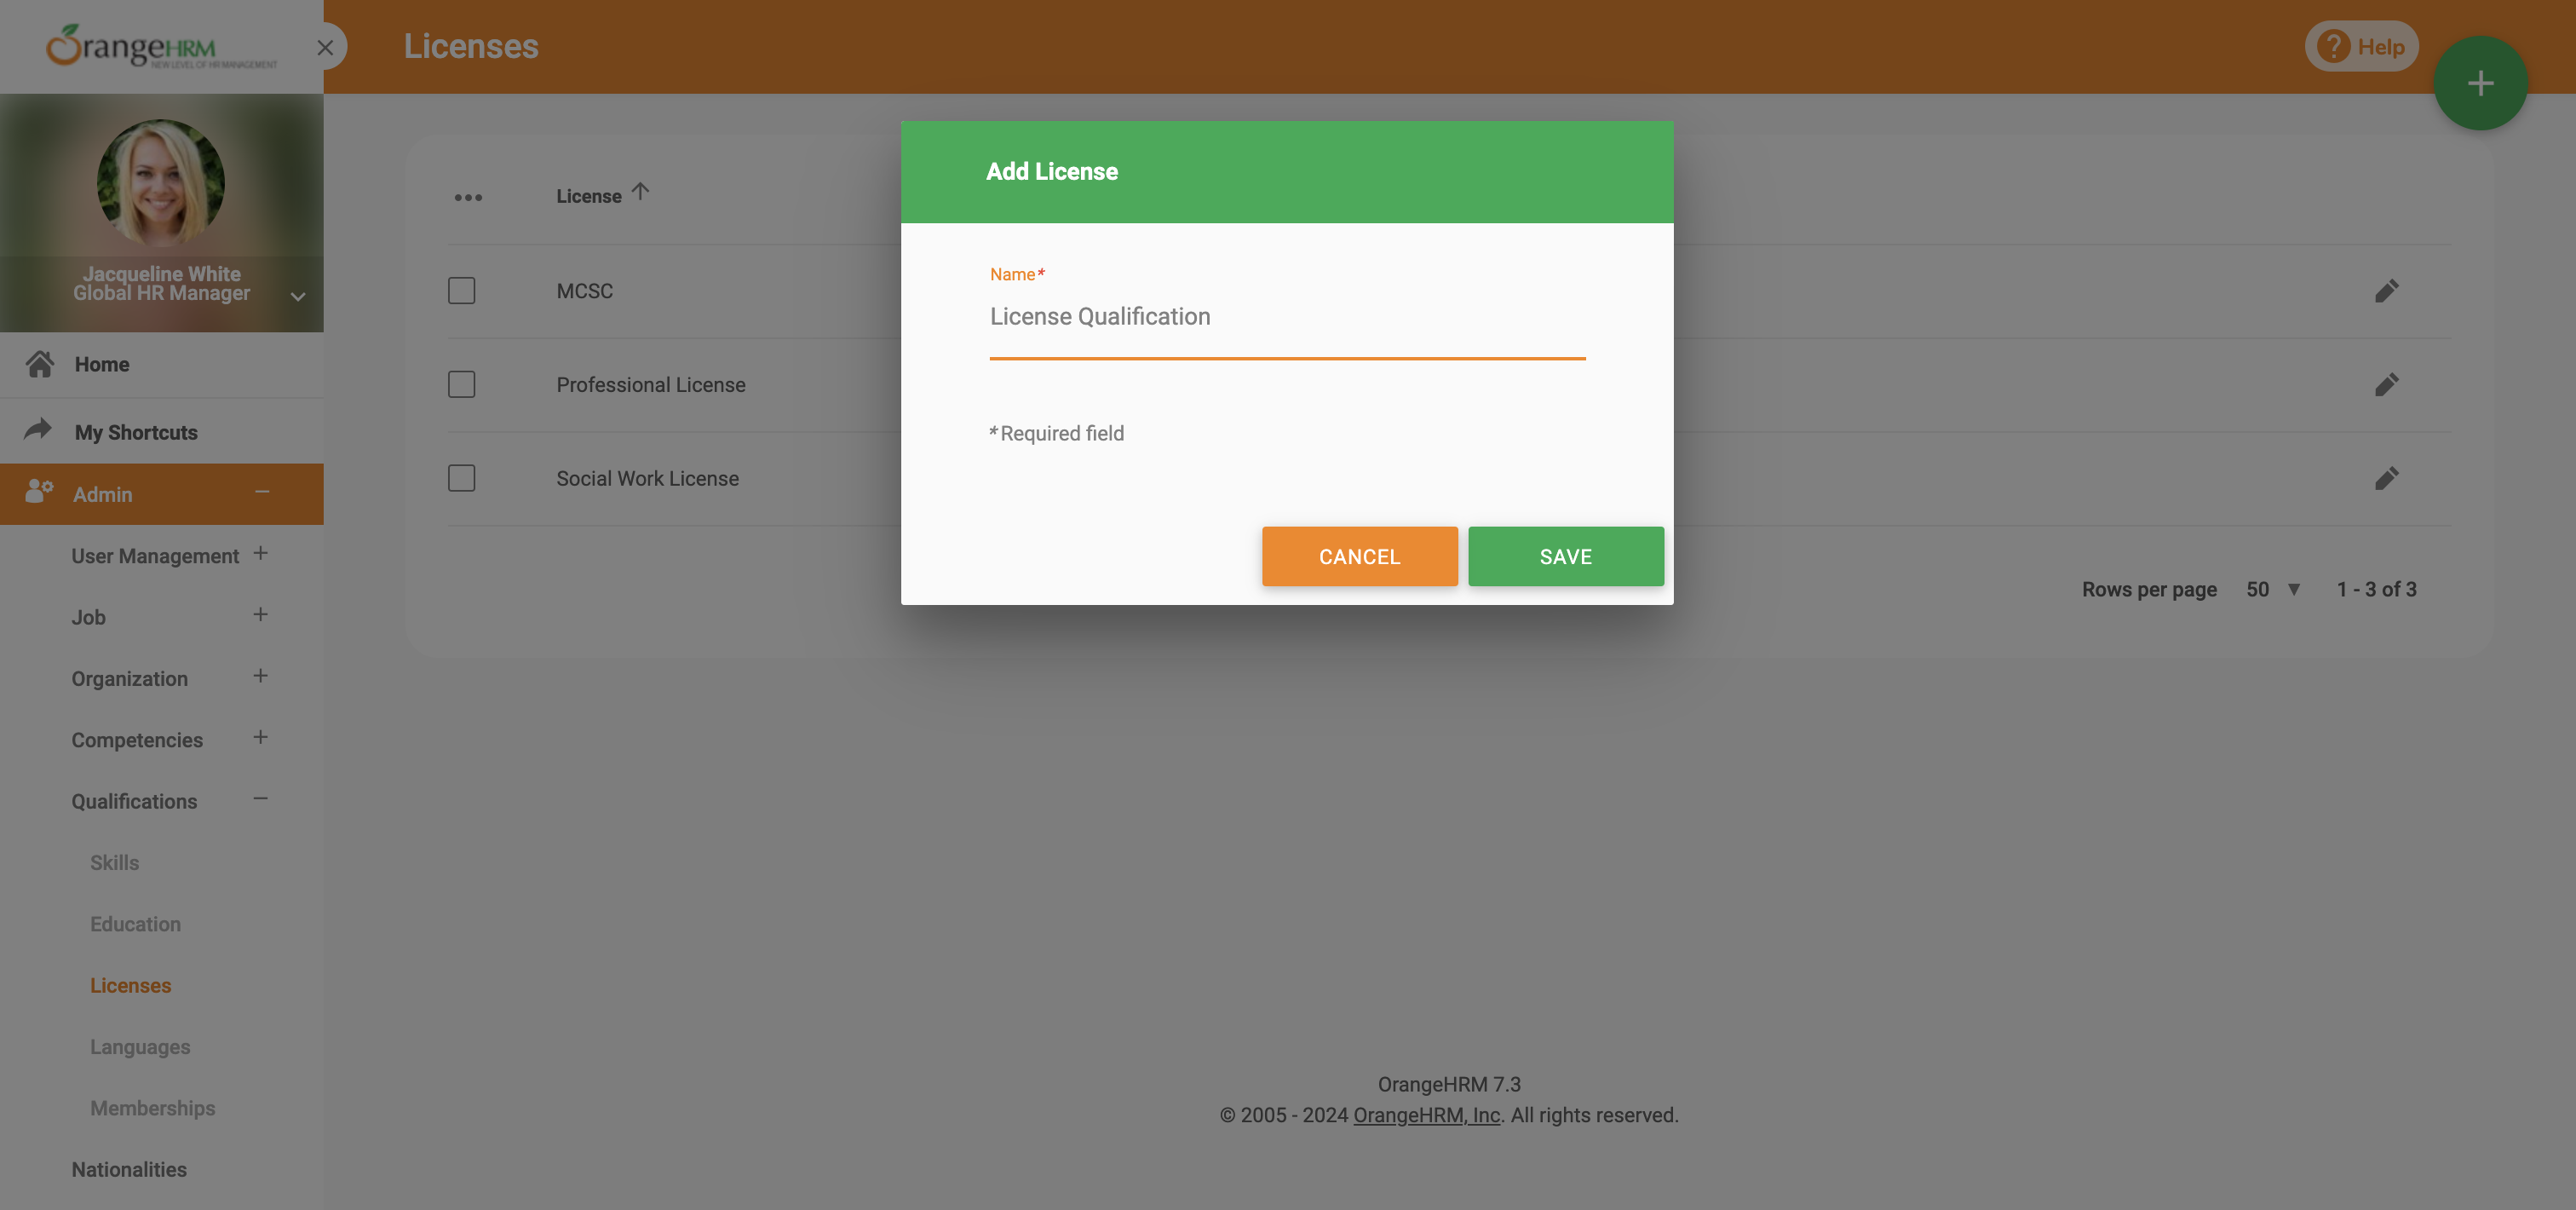 OrangeHRM
NEW LEVEL OF HR MANAGEMENT
Licenses
Help
Jacqueline White
Global HR Manager
Home
My Shortcuts
Admin
User Management
Job
Organization
Competencies
Qualifications
Skills
Education
Licenses
Languages
Memberships
Nationalities
License
MCSC
Professional License
Social Work License
Rows per page 50 1 - 3 of 3
Add License
Name*
License Qualification
* Required field
CANCEL SAVE
OrangeHRM 7.3
© 2005 - 2024 OrangeHRM, Inc. All rights reserved.